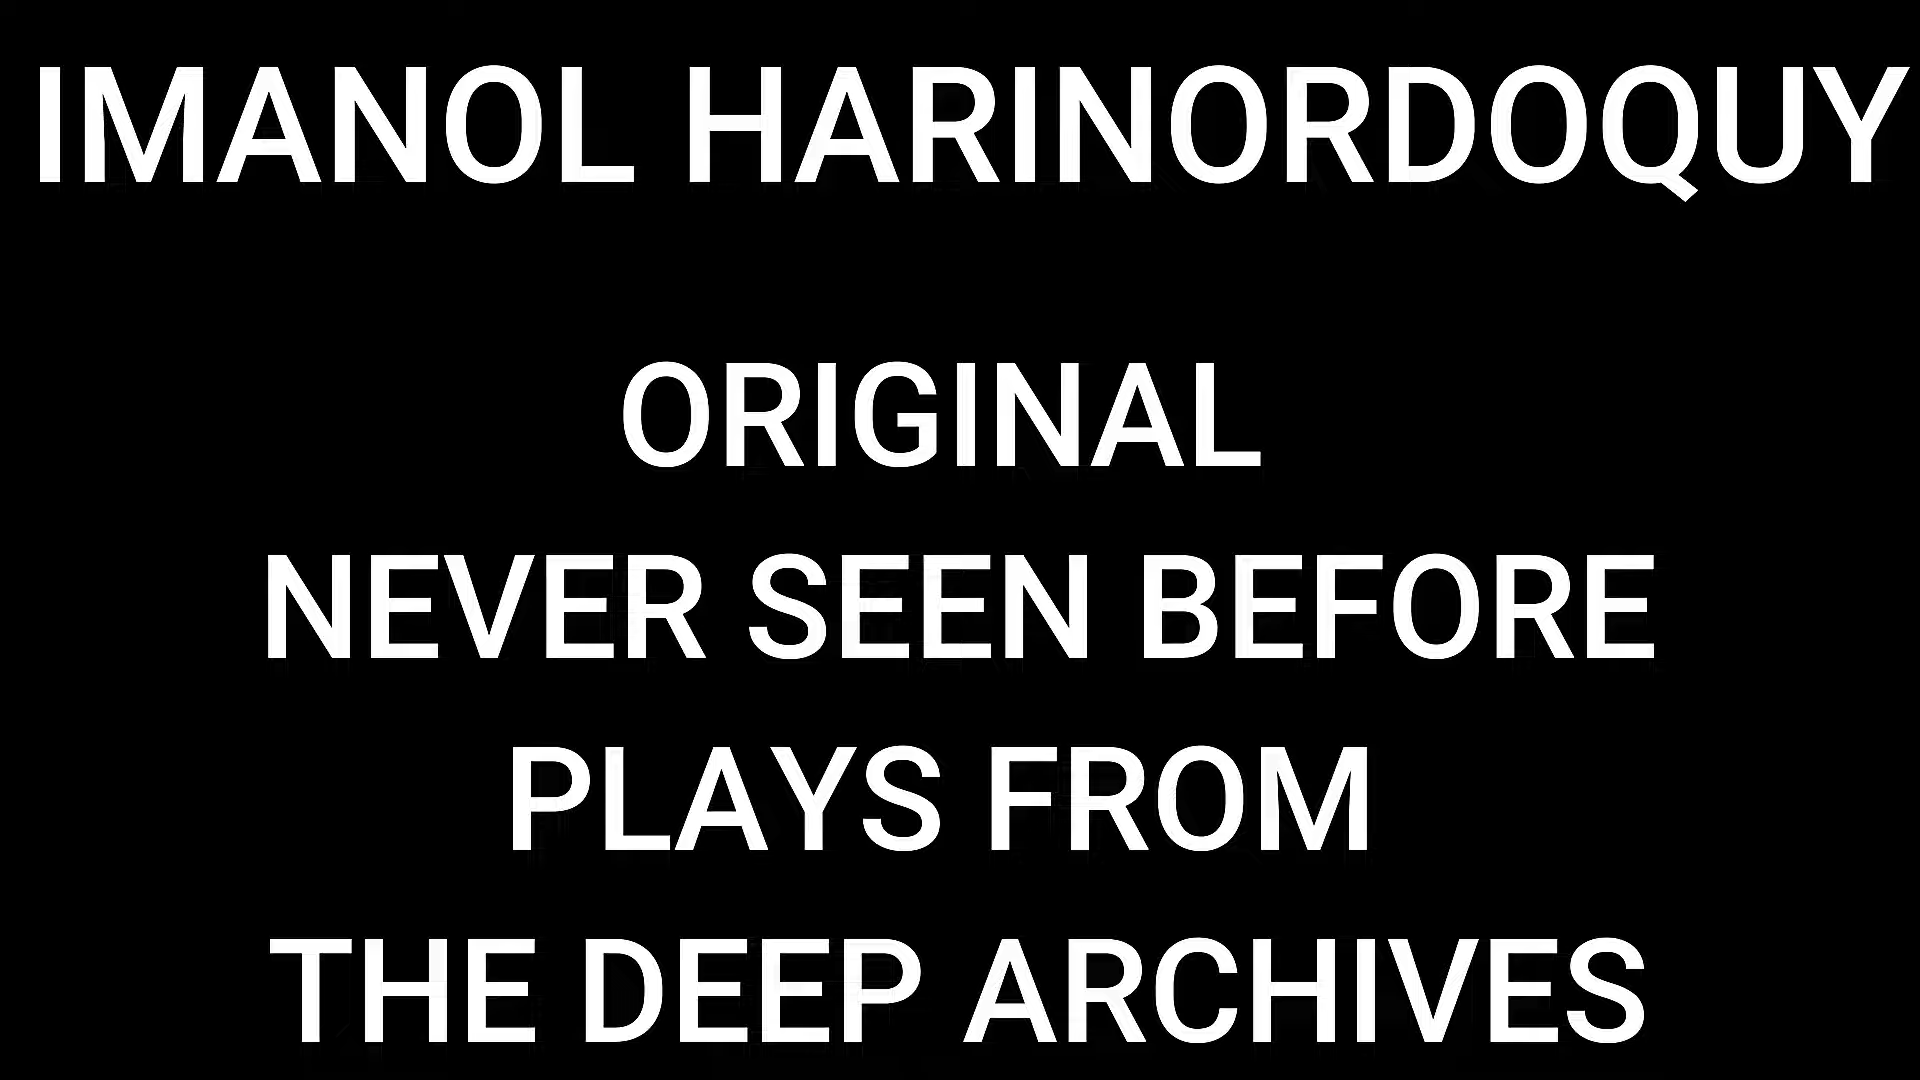 IMANOL HARINORDOQUY
ORIGINAL
NEVER SEEN BEFORE
PLAYS FROM
THE DEEP ARCHIVES